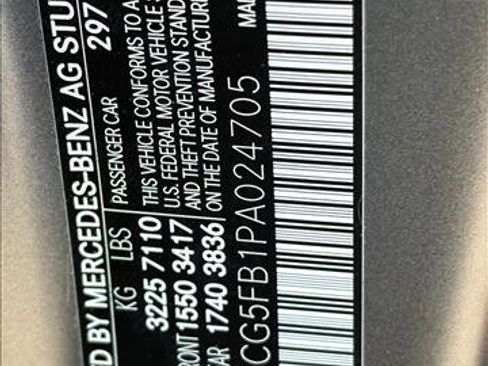 D BY MERCEDES-BENZ AG STU
297
PASSENGER CAR
KG LBS
THIS VEHICLE CONFORMS TO A
3225 7110
U.S. FEDERAL MOTOR VEHICLE S
RONT 1550 3417
AND THEFT PREVENTION STAND
AR 1740 3836
ON THE DATE OF MANUFACTUR
CG5FB1PA024705